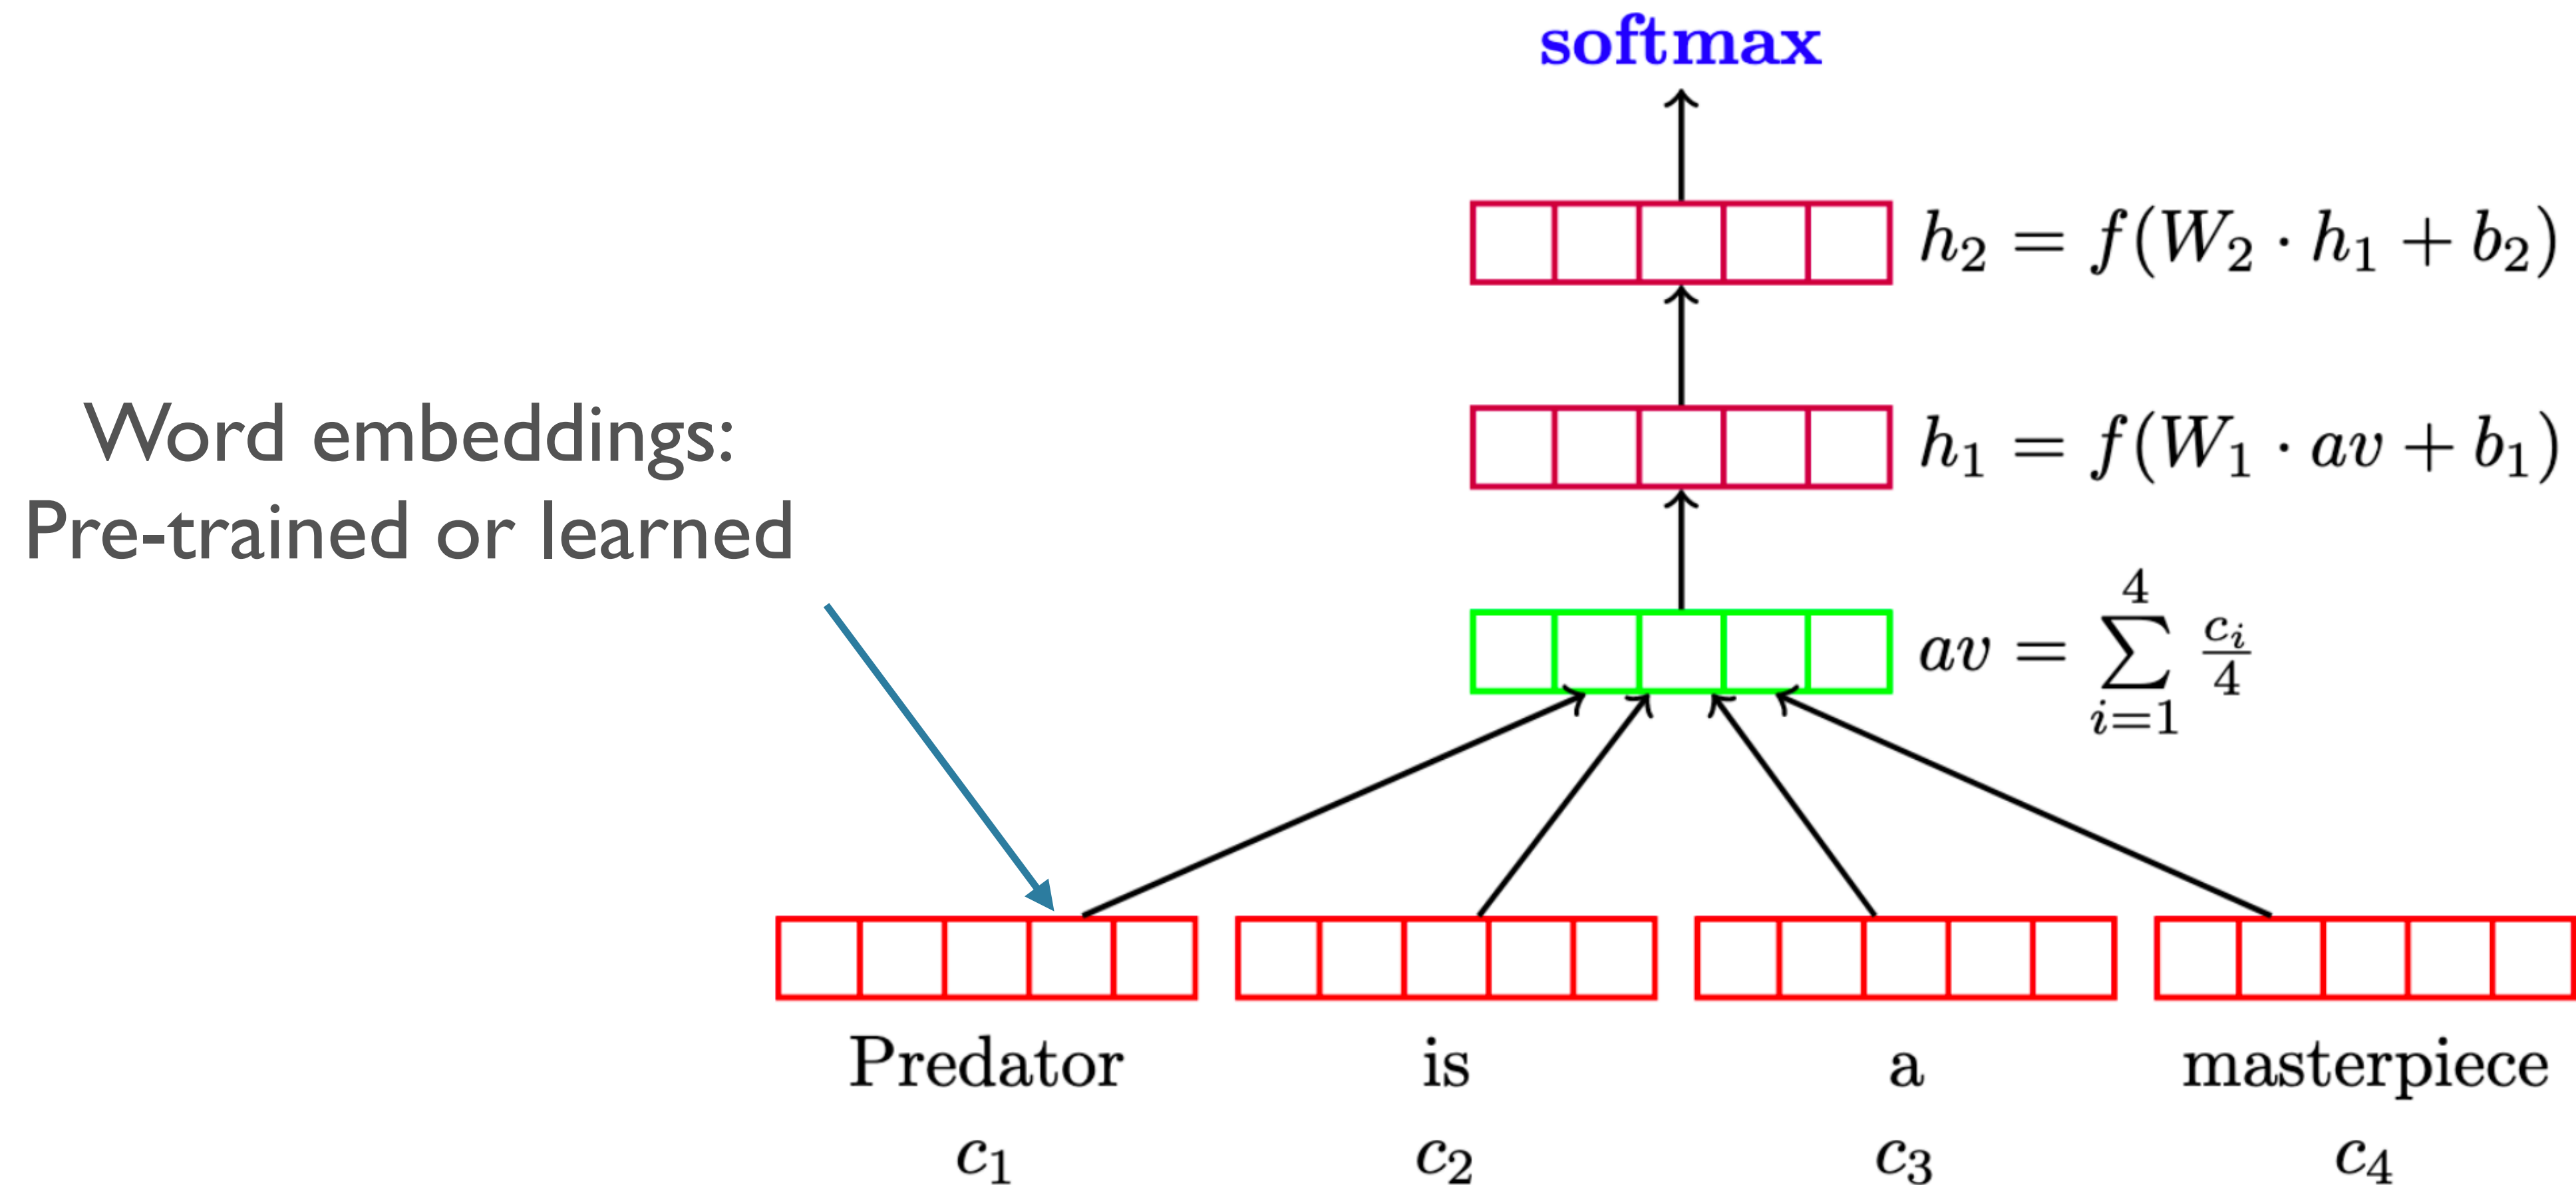 softmax
h₂ = f(W₂ · h₁ + b₂)
h₁ = f(W₁ · av + b₁)
Word embeddings:
Pre-trained or learned
av = ∑_{i=1}^{4} c_i/4
Predator is a masterpiece
c₁ c₂ c₃ c₄